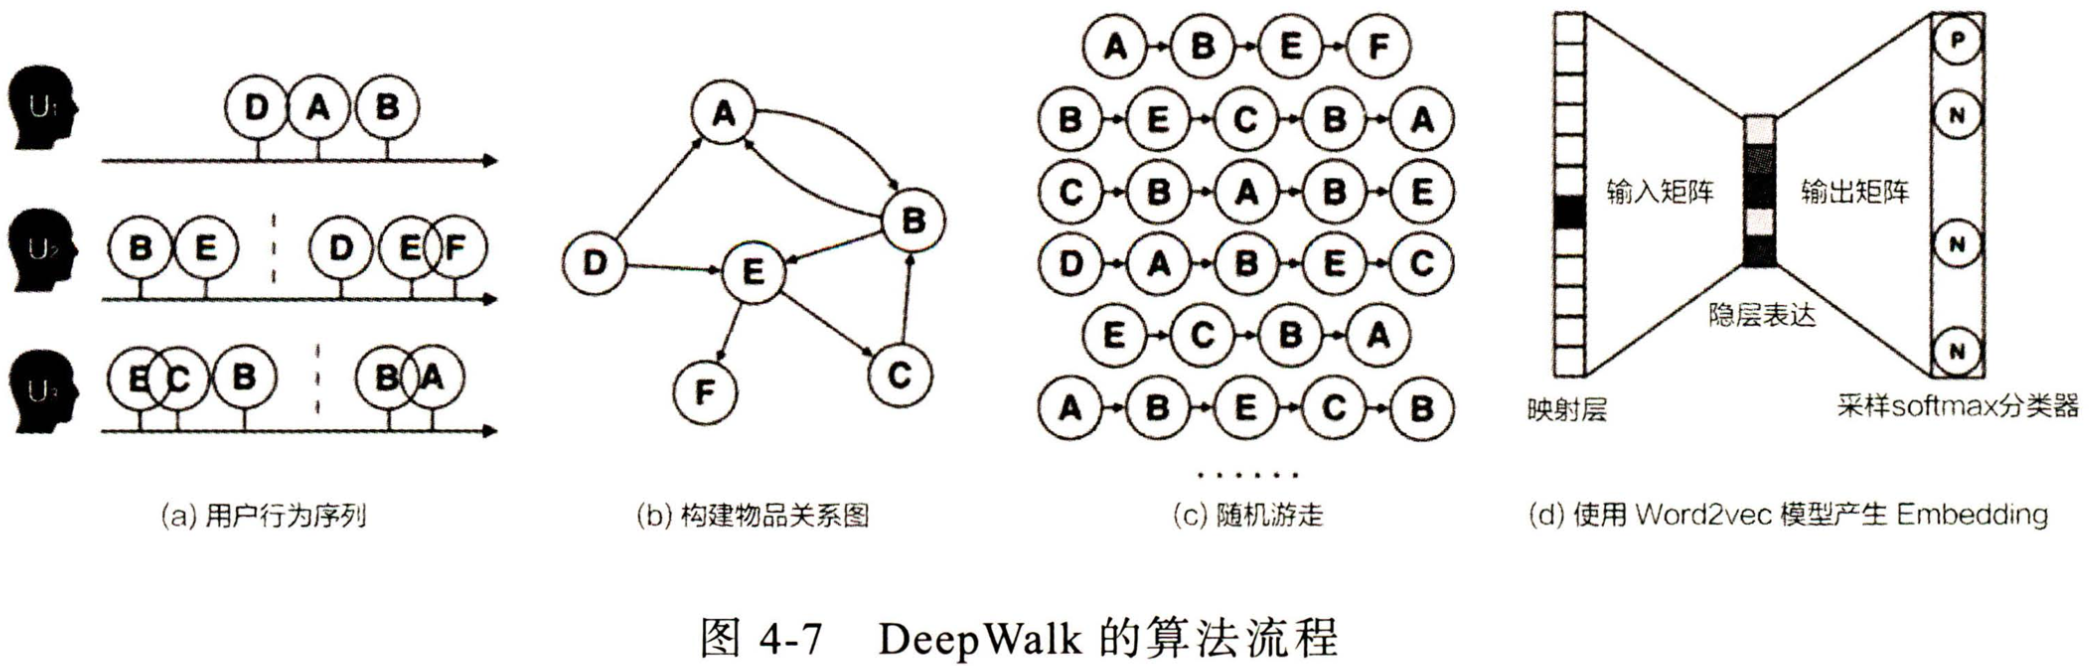 U1
D A B
U2
B E D E F
U3
E C B B A
(a) 用户行为序列
A
B
D
E
F
C
(b) 构建物品关系图
A B E F
B E C B A
C B A B E
D A B E C
E C B A
A B E C B
······
(c) 随机游走
输入矩阵
输出矩阵
隐层表达
P
N
N
N
映射层
采样softmax分类器
(d) 使用 Word2vec 模型产生 Embedding
图 4-7 DeepWalk 的算法流程